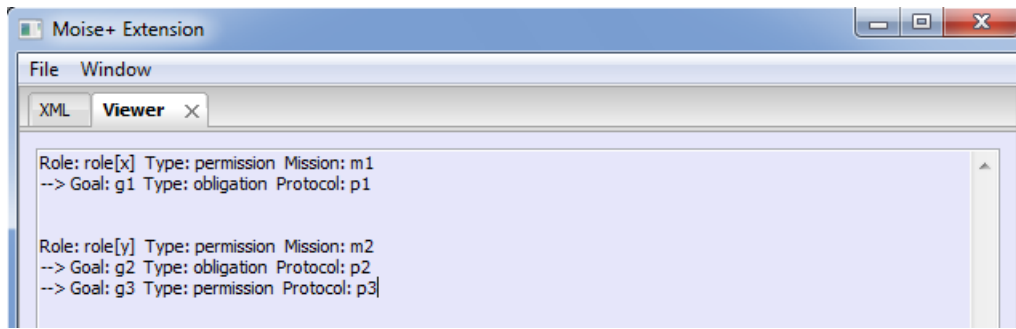 Moise+ Extension
File Window
XML Viewer
Role: role[x] Type: permission Mission: m1
--> Goal: g1 Type: obligation Protocol: p1
Role: role[y] Type: permission Mission: m2
--> Goal: g2 Type: obligation Protocol: p2
--> Goal: g3 Type: permission Protocol: p3